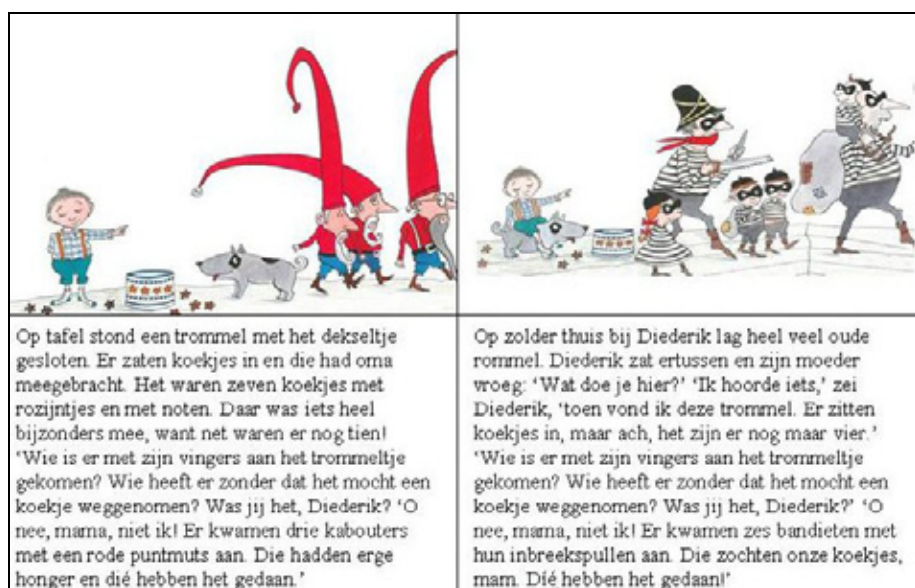 Op tafel stond een trommel met het dekseltje
gesloten. Er zaten koekjes in en die had oma
meegebracht. Het waren zeven koekjes met
rozijntjes en met noten. Daar was iets heel
bijzonders mee, want net waren er nog tien!
‘Wie is er met zijn vingers aan het trommeltje
gekomen? Wie heeft er zonder dat het mocht een
koekje weggenomen? Was jij het, Diederik? ‘O
nee, mama, niet ik! Er kwamen drie kabouters
met een rode puntmuts aan. Die hadden erge
honger en dié hebben het gedaan.’
Op zolder thuis bij Diederik lag heel veel oude
rommel. Diederik zat ertussen en zijn moeder
vroeg: ‘Wat doe je hier?’ ‘Ik hoorde iets,’ zei
Diederik, ‘toen vond ik deze trommel. Er zitten
koekjes in, maar ach, het zijn er nog maar vier.’
‘Wie is er met zijn vingers aan het trommeltje
gekomen? Wie heeft er zonder dat het mocht een
koekje weggenomen? Was jij het, Diederik?’ ‘O
nee, mama, niet ik! Er kwamen zes bandieten met
hun inbreekspullen aan. Die zochten onze koekjes,
mam. Díé hebben het gedaan!’